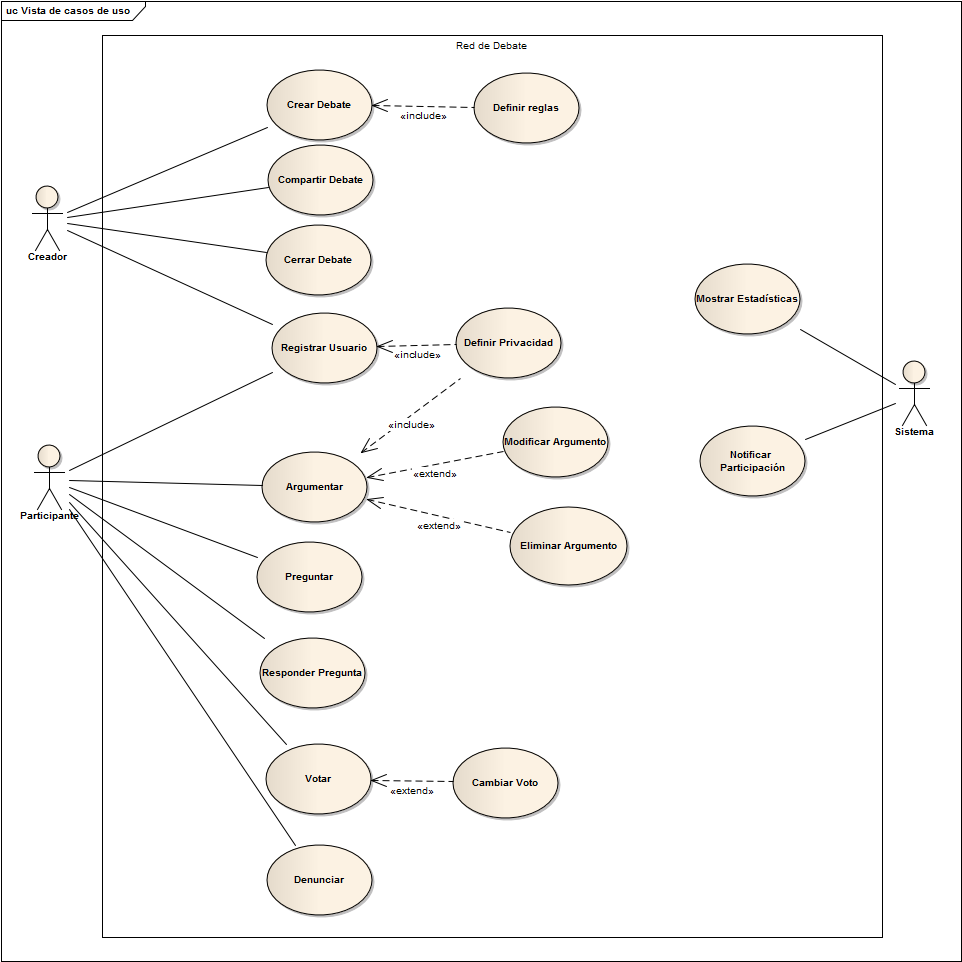 uc Vista de casos de uso
Red de Debate
Crear Debate
«include»
Definir reglas
Compartir Debate
Creador
Cerrar Debate
Mostrar Estadísticas
Registrar Usuario
«include»
Definir Privacidad
«include»
Sistema
Modificar Argumento
«extend»
Notificar
Participación
Argumentar
Participante
«extend»
Eliminar Argumento
Preguntar
Responder Pregunta
Votar
«extend»
Cambiar Voto
Denunciar